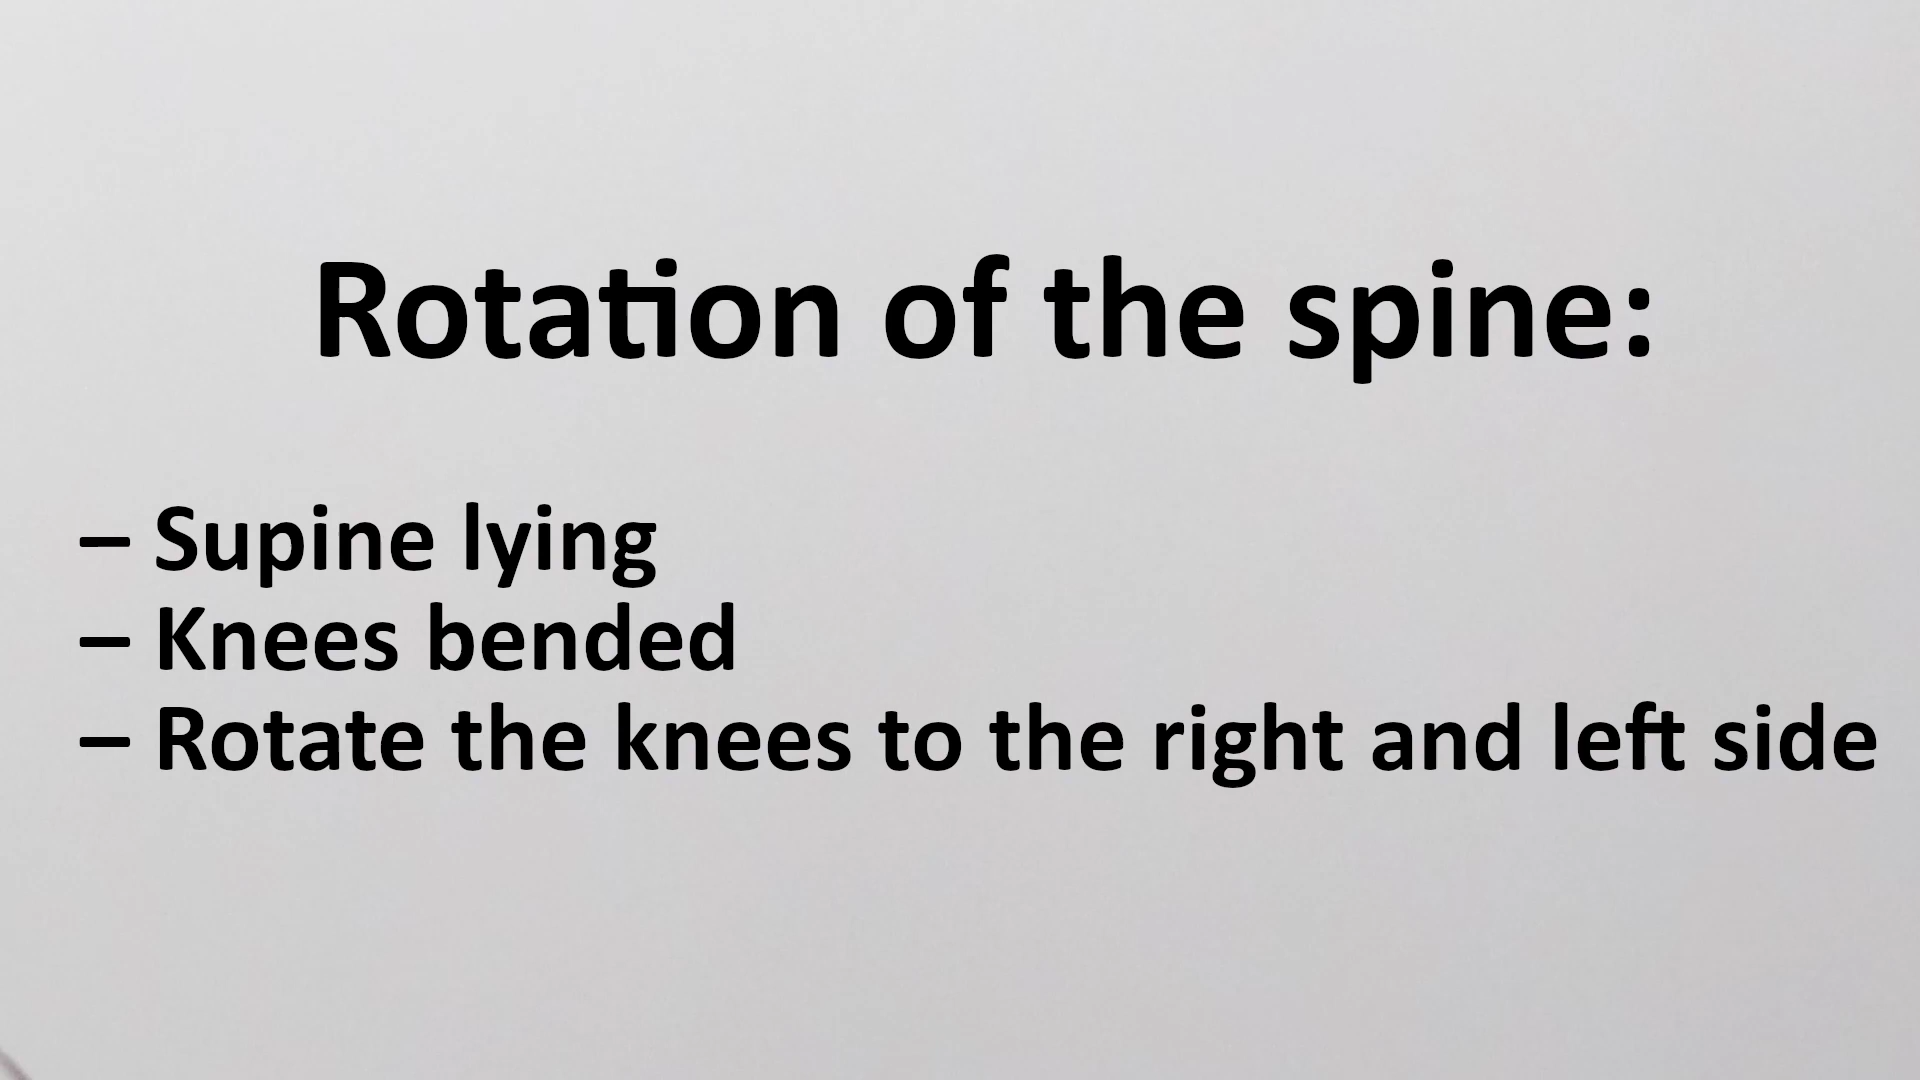 Rotation of the spine:
– Supine lying
– Knees bended
– Rotate the knees to the right and left side